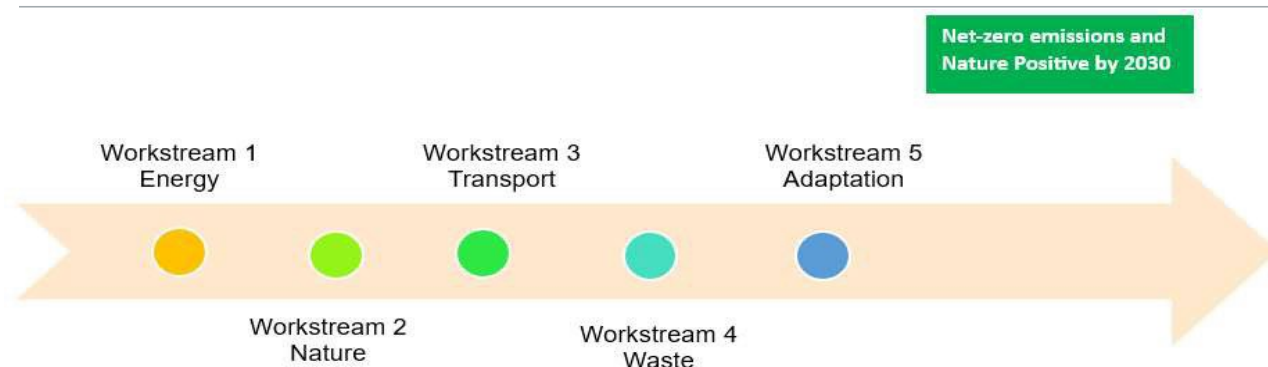 Net-zero emissions and
Nature Positive by 2030
Workstream 1
Energy
Workstream 3
Transport
Workstream 5
Adaptation
Workstream 2
Nature
Workstream 4
Waste